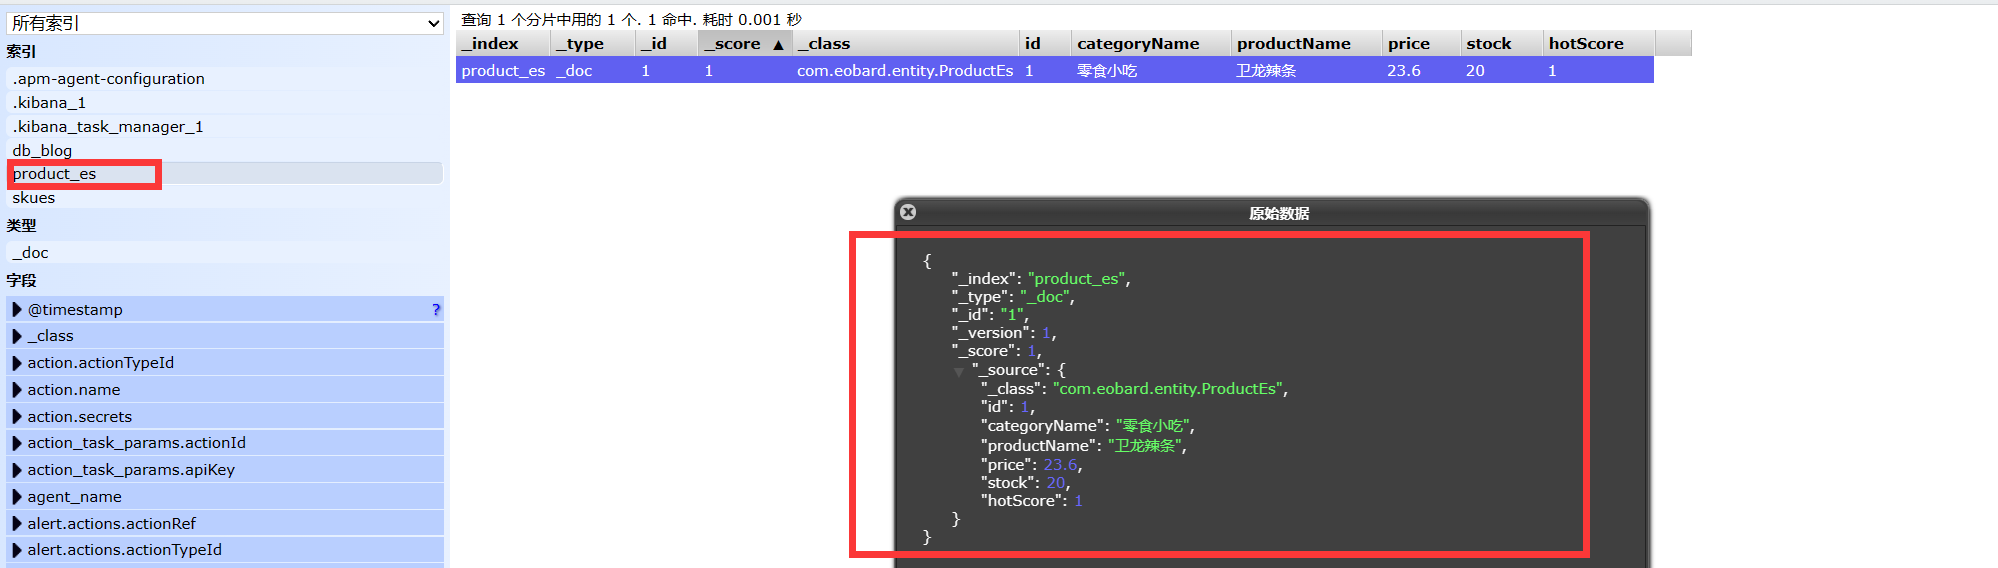 所有索引
索引
.apm-agent-configuration
.kibana_1
.kibana_task_manager_1
db_blog
product_es
skues
类型
_doc
字段
@timestamp ?
_class
action.actionTypeId
action.name
action.secrets
action_task_params.actionId
action_task_params.apiKey
agent_name
alert.actions.actionRef
alert.actions.actionTypeId
查询 1 个分片中用的 1 个. 1 命中. 耗时 0.001 秒
_index _type _id _score ▲ _class id categoryName productName price stock hotScore
product_es _doc 1 1 com.eobard.entity.ProductEs 1 零食小吃 卫龙辣条 23.6 20 1
原始数据
{
"_index": "product_es",
"_type": "_doc",
"_id": "1",
"_version": 1,
"_score": 1,
"_source": {
"_class": "com.eobard.entity.ProductEs",
"id": 1,
"categoryName": "零食小吃",
"productName": "卫龙辣条",
"price": 23.6,
"stock": 20,
"hotScore": 1
}
}